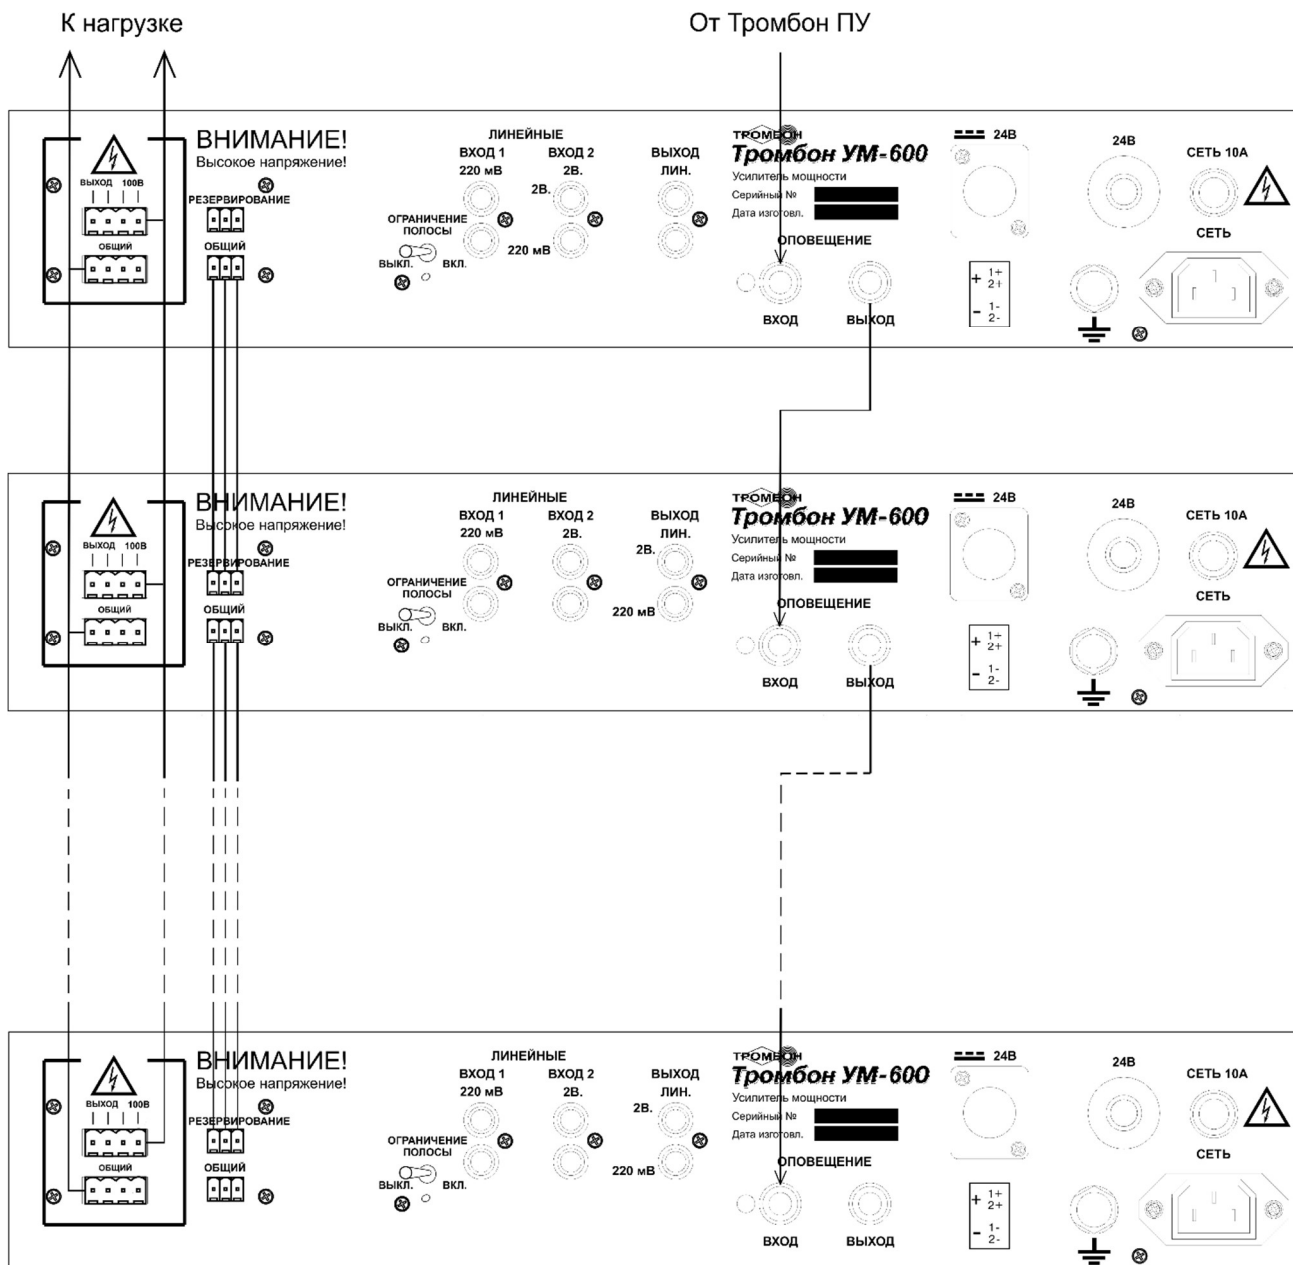 К нагрузке
От Тромбон ПУ
ВНИМАНИЕ!
Высокое напряжение!
ВЫХОД 100В
РЕЗЕРВИРОВАНИЕ
ОБЩИЙ
ОБЩИЙ
ОГРАНИЧЕНИЕ
ПОЛОСЫ
ВЫКЛ. ВКЛ.
ЛИНЕЙНЫЕ
ВХОД 1 ВХОД 2 ВЫХОД
220 мВ 2В. ЛИН.
2В.
220 мВ
ТРОМБОН
Тромбон УМ-600
Усилитель мощности
Серийный №
Дата изготовл.
ОПОВЕЩЕНИЕ
ВХОД ВЫХОД
24В
24В
СЕТЬ 10А
СЕТЬ
+ 1+
2+
- 1-
2-
ВНИМАНИЕ!
Высокое напряжение!
ВЫХОД 100В
РЕЗЕРВИРОВАНИЕ
ОБЩИЙ
ОБЩИЙ
ОГРАНИЧЕНИЕ
ПОЛОСЫ
ВЫКЛ. ВКЛ.
ЛИНЕЙНЫЕ
ВХОД 1 ВХОД 2 ВЫХОД
220 мВ 2В. ЛИН.
2В.
220 мВ
ТРОМБОН
Тромбон УМ-600
Усилитель мощности
Серийный №
Дата изготовл.
ОПОВЕЩЕНИЕ
ВХОД ВЫХОД
24В
24В
СЕТЬ 10А
СЕТЬ
+ 1+
2+
- 1-
2-
ВНИМАНИЕ!
Высокое напряжение!
ВЫХОД 100В
РЕЗЕРВИРОВАНИЕ
ОБЩИЙ
ОБЩИЙ
ОГРАНИЧЕНИЕ
ПОЛОСЫ
ВЫКЛ. ВКЛ.
ЛИНЕЙНЫЕ
ВХОД 1 ВХОД 2 ВЫХОД
220 мВ 2В. ЛИН.
2В.
220 мВ
ТРОМБОН
Тромбон УМ-600
Усилитель мощности
Серийный №
Дата изготовл.
ОПОВЕЩЕНИЕ
ВХОД ВЫХОД
24В
24В
СЕТЬ 10А
СЕТЬ
+ 1+
2+
- 1-
2-